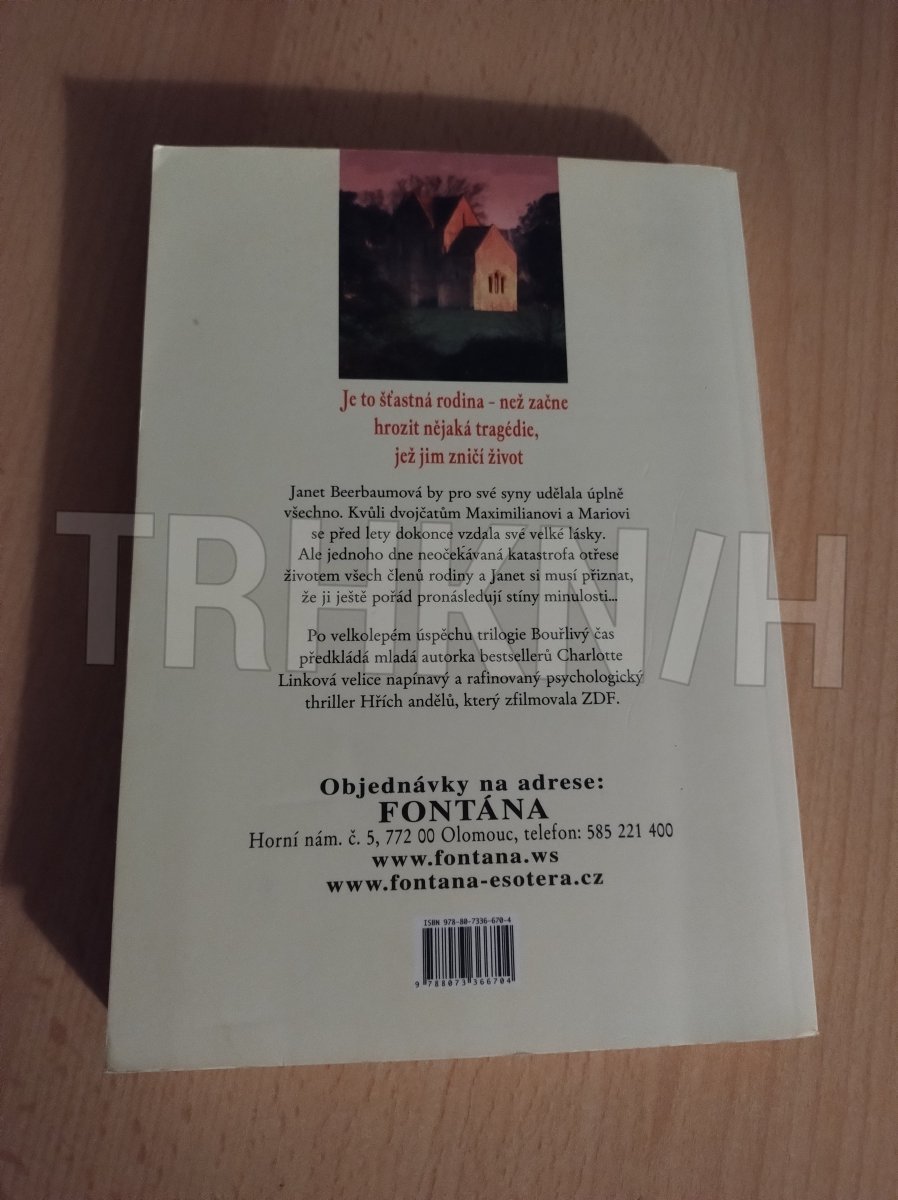 Je to šťastná rodina – než začne
hrozit nějaká tragédie,
jež jim zničí život
Janet Beerbaumová by pro své syny udělala úplně
všechno. Kvůli dvojčatům Maximilianovi a Mariovi
se před lety dokonce vzdala své velké lásky.
Ale jednoho dne neočekávaná katastrofa otřese
životem všech členů rodiny a Janet si musí přiznat,
že ji ještě pořád pronásledují stíny minulosti...
Po velkolepém úspěchu trilogie Bouřlivý čas
předkládá mladá autorka bestsellerů Charlotte
Linková velice napínavý a rafinovaný psychologický
thriller Hřích andělů, který zfilmovala ZDF.
TRHKNIH
Objednávky na adrese:
FONTÁNA
Horní nám. č. 5, 772 00 Olomouc, telefon: 585 221 400
www.fontana.ws
www.fontana-esotera.cz
ISBN 978-80-7336-670-4
9 788073 366704